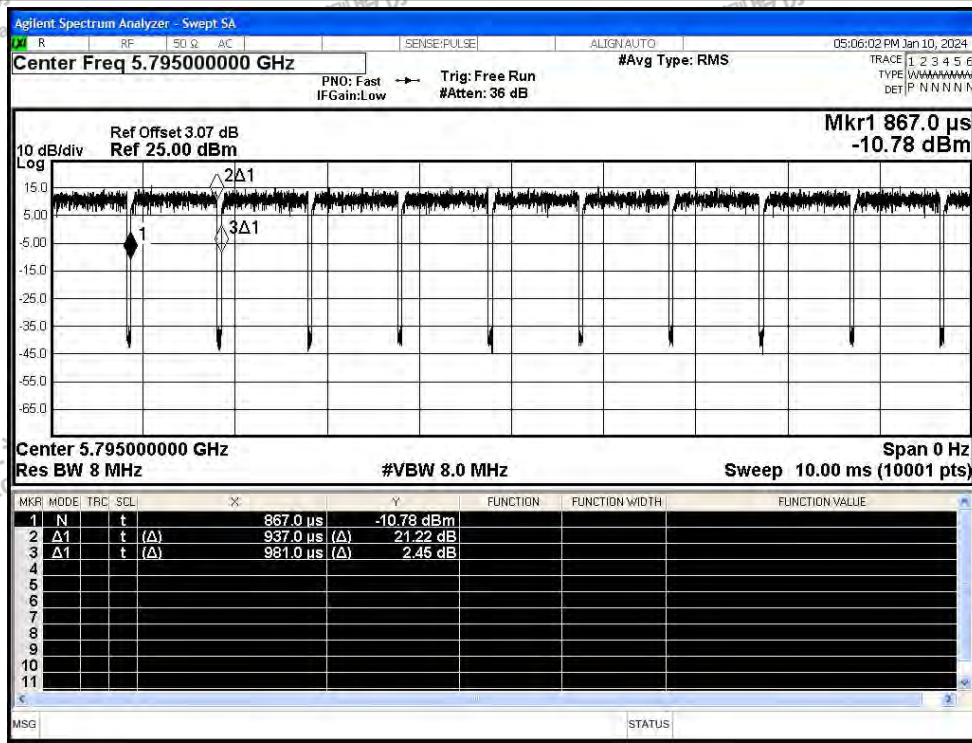 Agilent Spectrum Analyzer - Swept SA
LXI R RF 50 Ω AC SENSE:PULSE ALIGN AUTO 05:06:02 PM Jan 10, 2024
Center Freq 5.795000000 GHz #Avg Type: RMS TRACE 1 2 3 4 5 6
PNO: Fast Trig: Free Run TYPE
IFGain:Low #Atten: 36 dB DET P N N N N N
Mkr1 867.0 µs
Ref Offset 3.07 dB
10 dB/div Ref 25.00 dBm -10.78 dBm
Log
2Δ1
15.0
5.00
3Δ1
1
-5.00
-15.0
-25.0
-35.0
-45.0
-55.0
-65.0
Center 5.795000000 GHz Span 0 Hz
Res BW 8 MHz #VBW 8.0 MHz Sweep 10.00 ms (10001 pts)
MKR MODE TRC SCL X Y FUNCTION FUNCTION WIDTH FUNCTION VALUE
1 N t 867.0 µs -10.78 dBm
2 Δ1 t (Δ) 937.0 µs (Δ) 21.22 dB
3 Δ1 t (Δ) 981.0 µs (Δ) 2.45 dB
4
5
6
7
8
9
10
11
MSG STATUS